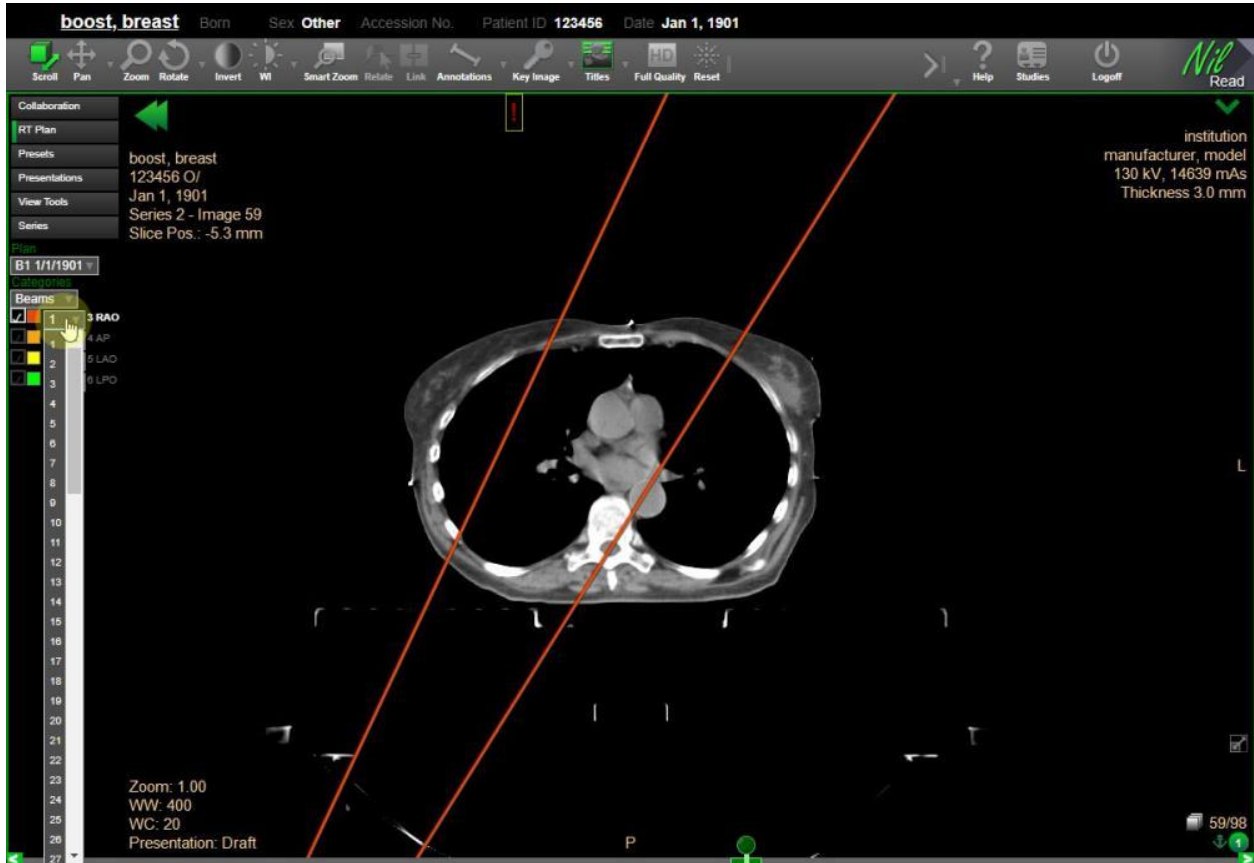 boost, breast Born Sex Other Accession No. Patient ID 123456 Date Jan 1, 1901
Scroll Pan Zoom Rotate Invert Wl Smart Zoom Relate Link Annotations Key Image Titles HD Full Quality Reset ? Help Studies Logoff Nil Read
Collaboration
RT Plan
Presets
Presentations
View Tools
Series
Plan
B1 1/1/1901
Categories
Beams
1 3 RAO
1 4 AP
2 5 LAO
3 6 LPO
4
5
6
7
8
9
10
11
12
13
14
15
16
17
18
19
20
21
22
23
24
25
26
27
!
boost, breast
123456 O/
Jan 1, 1901
Series 2 - Image 59
Slice Pos.: -5.3 mm
institution
manufacturer, model
130 kV, 14639 mAs
Thickness 3.0 mm
L
Zoom: 1.00
WW: 400
WC: 20
Presentation: Draft
P
59/98
1